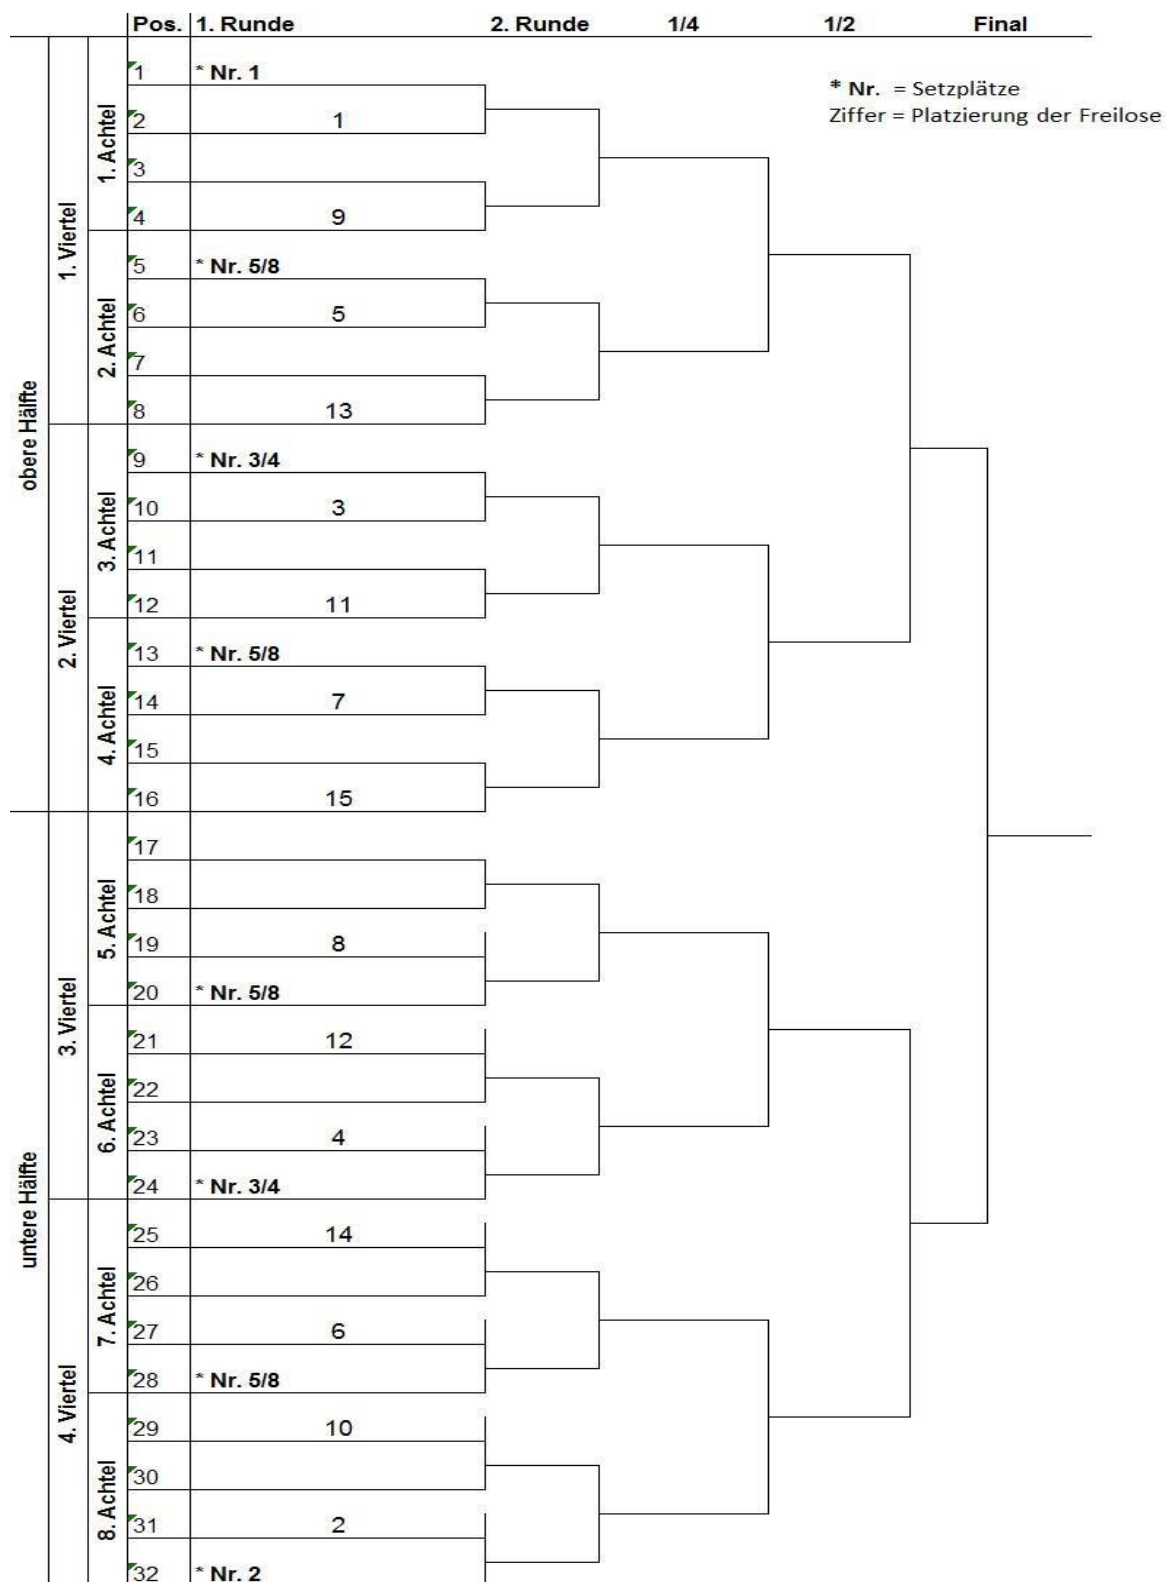 Pos. 1. Runde 2. Runde 1/4 1/2 Final
* Nr. = Setzplätze
Ziffer = Platzierung der Freilose
obere Hälfte
untere Hälfte
1. Viertel
2. Viertel
3. Viertel
4. Viertel
1. Achtel
2. Achtel
3. Achtel
4. Achtel
5. Achtel
6. Achtel
7. Achtel
8. Achtel
1 * Nr. 1
2 1
3
4 9
5 * Nr. 5/8
6 5
7
8 13
9 * Nr. 3/4
10 3
11
12 11
13 * Nr. 5/8
14 7
15
16 15
17
18
19 8
20 * Nr. 5/8
21 12
22
23 4
24 * Nr. 3/4
25 14
26
27 6
28 * Nr. 5/8
29 10
30
31 2
32 * Nr. 2